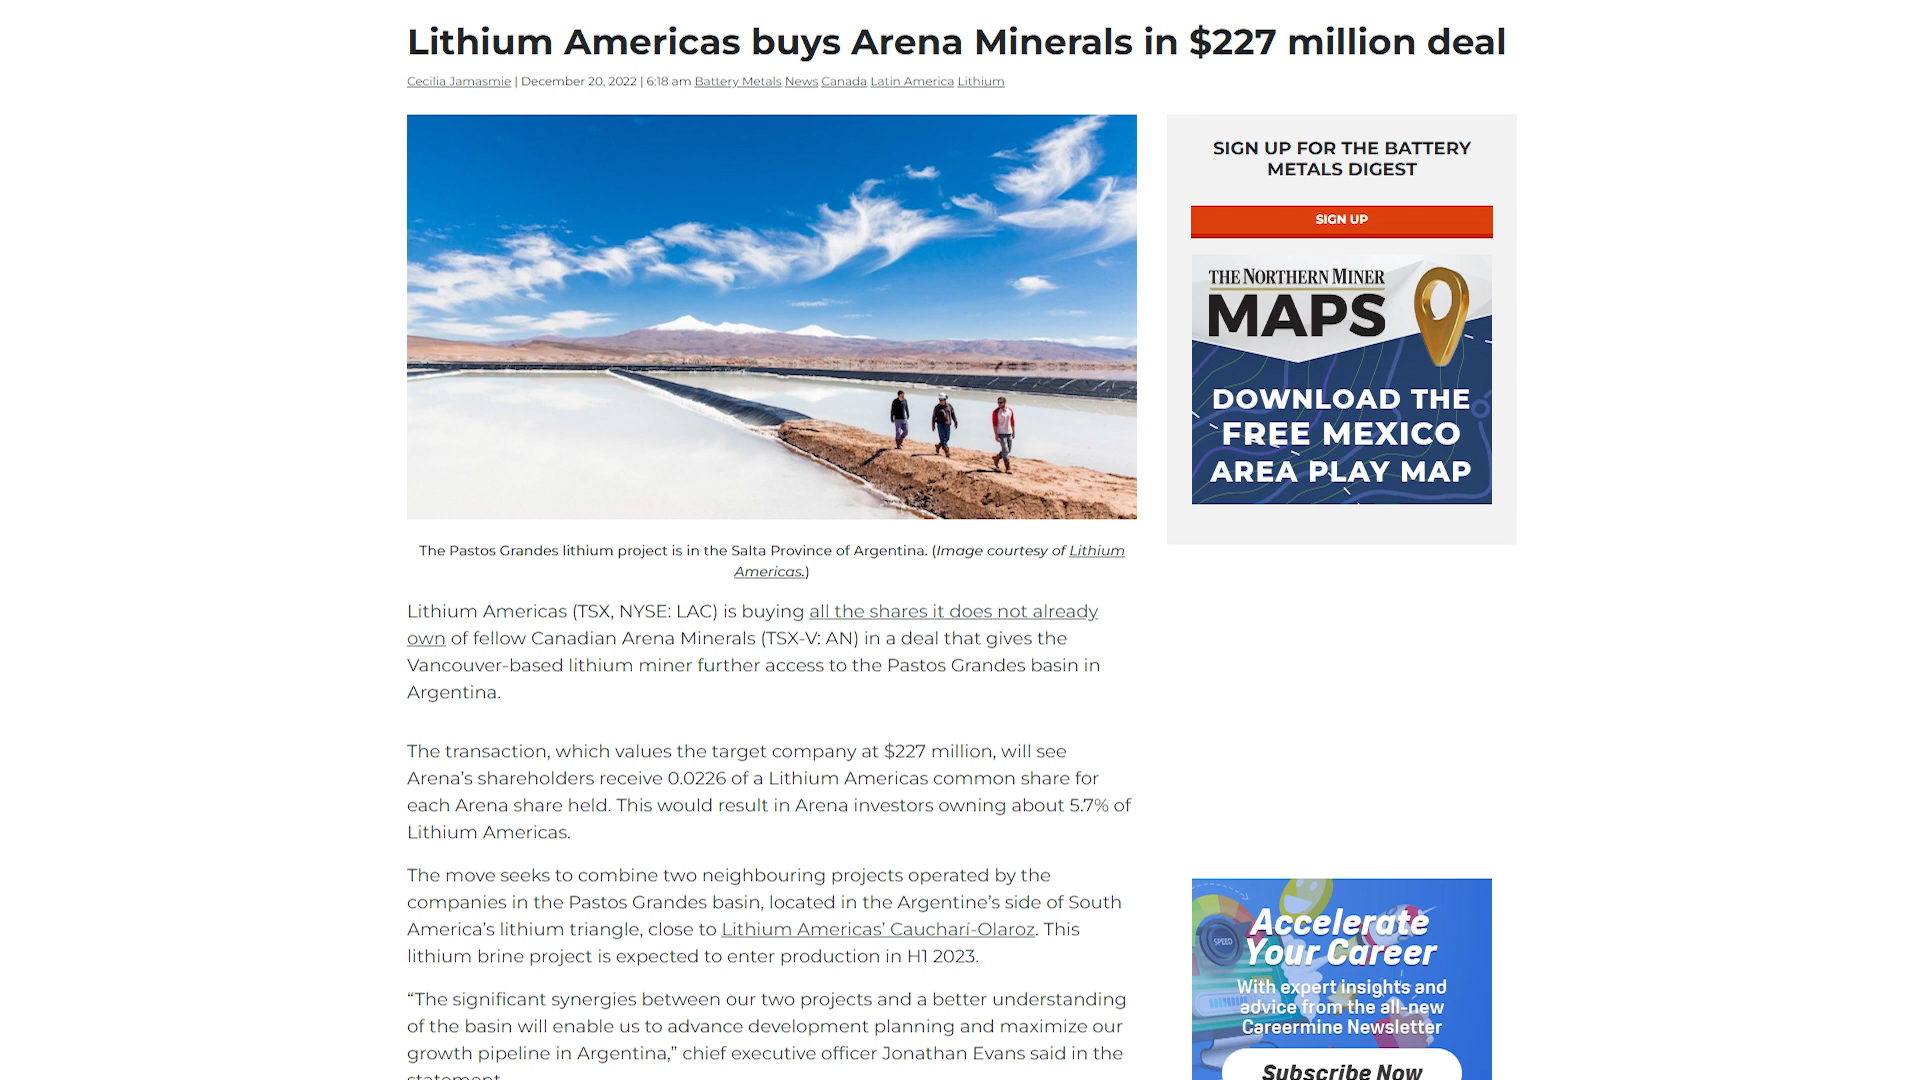 Lithium Americas buys Arena Minerals in $227 million deal
Cecilia Jamasmie | December 20, 2022 | 6:18 am Battery Metals News Canada Latin America Lithium
The Pastos Grandes lithium project is in the Salta Province of Argentina. (Image courtesy of Lithium
Americas.)
Lithium Americas (TSX, NYSE: LAC) is buying all the shares it does not already
own of fellow Canadian Arena Minerals (TSX-V: AN) in a deal that gives the
Vancouver-based lithium miner further access to the Pastos Grandes basin in
Argentina.
The transaction, which values the target company at $227 million, will see
Arena’s shareholders receive 0.0226 of a Lithium Americas common share for
each Arena share held. This would result in Arena investors owning about 5.7% of
Lithium Americas.
The move seeks to combine two neighbouring projects operated by the
companies in the Pastos Grandes basin, located in the Argentine’s side of South
America’s lithium triangle, close to Lithium Americas’ Caucharí-Olaroz. This
lithium brine project is expected to enter production in H1 2023.
“The significant synergies between our two projects and a better understanding
of the basin will enable us to advance development planning and maximize our
growth pipeline in Argentina,” chief executive officer Jonathan Evans said in the
statement.
SIGN UP FOR THE BATTERY
METALS DIGEST
SIGN UP
THE NORTHERN MINER
MAPS
DOWNLOAD THE
FREE MEXICO
AREA PLAY MAP
SPEED
Accelerate
Your Career
With expert insights and
advice from the all-new
Careermine Newsletter
Subscribe Now